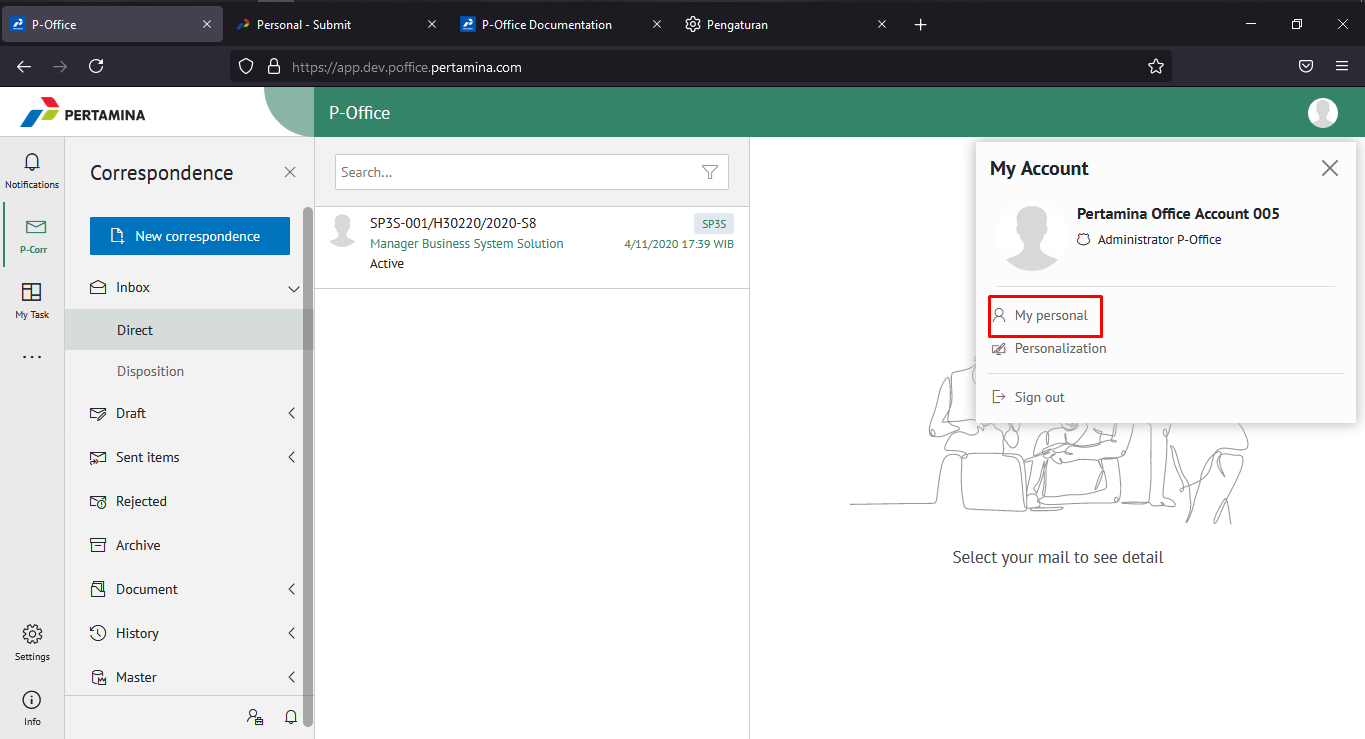 P-Office
Personal - Submit
P-Office Documentation
Pengaturan
https://app.dev.poffice.pertamina.com
PERTAMINA
P-Office
Notifications
P-Corr
My Task
Settings
Info
Correspondence
New correspondence
Inbox
Direct
Disposition
Draft
Sent items
Rejected
Archive
Document
History
Master
Search...
SP3S-001/H30220/2020-S8
SP3S
Manager Business System Solution
4/11/2020 17:39 WIB
Active
My Account
Pertamina Office Account 005
Administrator P-Office
My personal
Personalization
Sign out
Select your mail to see detail